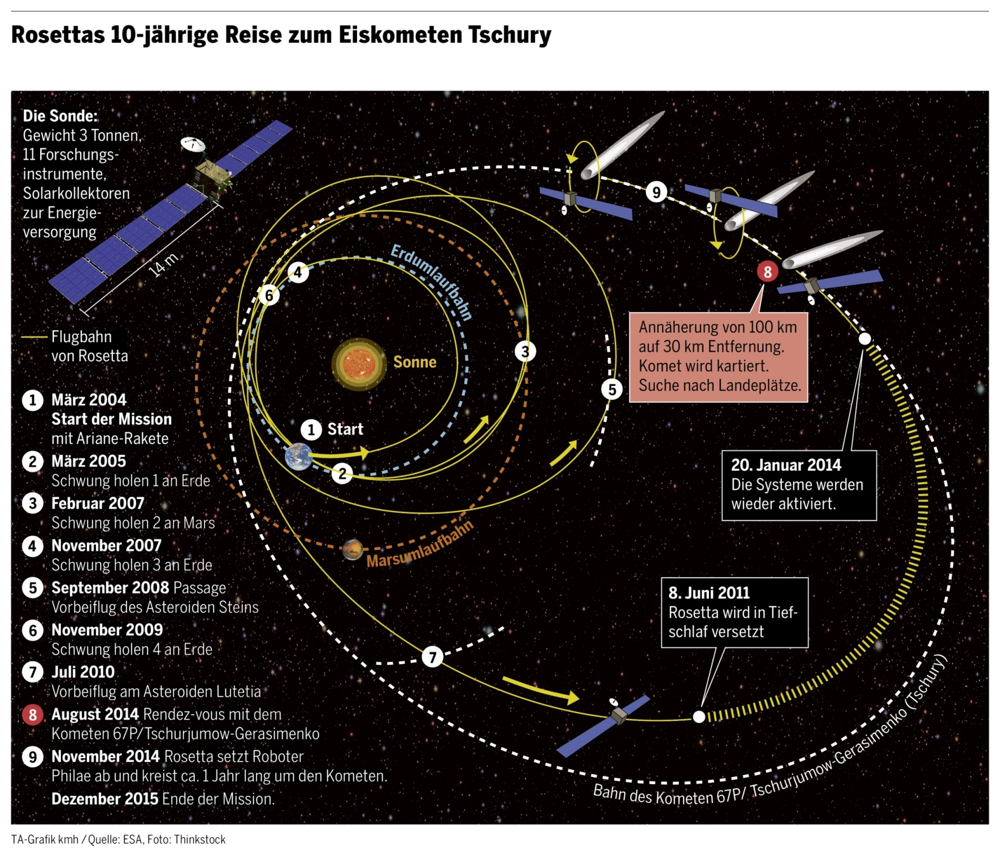 Rosettas 10-jährige Reise zum Eiskometen Tschury
Die Sonde:
Gewicht 3 Tonnen,
11 Forschungs-
instrumente,
Solarkollektoren
zur Energie-
versorgung
14 m
Flugbahn
von Rosetta
1 März 2004
Start der Mission
mit Ariane-Rakete
2 März 2005
Schwung holen 1 an Erde
3 Februar 2007
Schwung holen 2 an Mars
4 November 2007
Schwung holen 3 an Erde
5 September 2008 Passage
Vorbeiflug des Asteroiden Steins
6 November 2009
Schwung holen 4 an Erde
7 Juli 2010
Vorbeiflug am Asteroiden Lutetia
8 August 2014 Rendez-vous mit dem
Kometen 67P/Tschurjumow-Gerasimenko
9 November 2014 Rosetta setzt Roboter
Philae ab und kreist ca. 1 Jahr lang um den Kometen.
Dezember 2015 Ende der Mission.
4
6
Erdumlaufbahn
Sonne
3
5
1 Start
2
Marsumlaufbahn
7
9
8
Annäherung von 100 km
auf 30 km Entfernung.
Komet wird kartiert.
Suche nach Landeplätze.
20. Januar 2014
Die Systeme werden
wieder aktiviert.
8. Juni 2011
Rosetta wird in Tief-
schlaf versetzt
Bahn des Kometen 67P/ Tschurjumow-Gerasimenko (Tschury)
TA-Grafik kmh / Quelle: ESA, Foto: Thinkstock